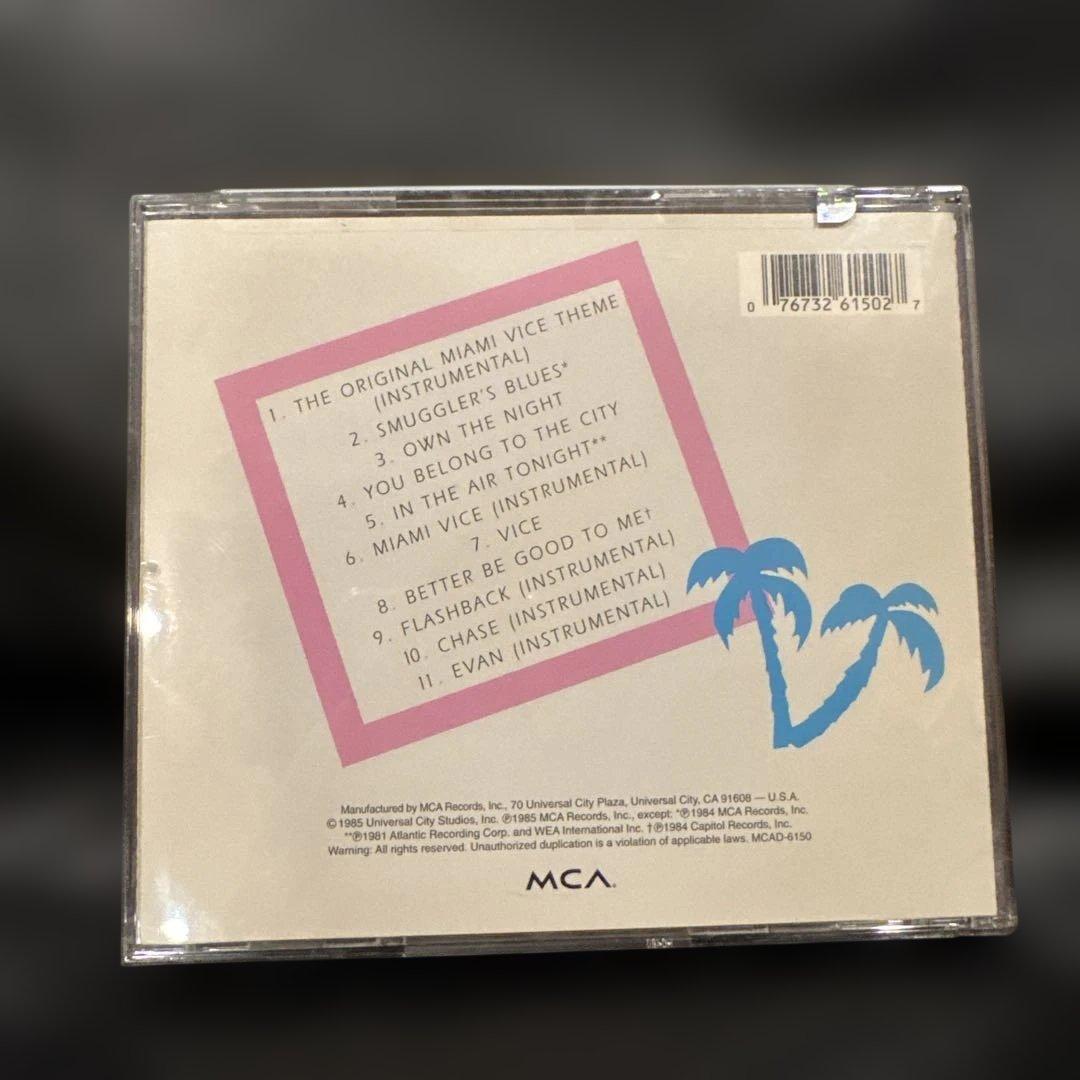 0 76732 61502 7
1. THE ORIGINAL MIAMI VICE THEME
(INSTRUMENTAL)
2. SMUGGLER'S BLUES*
3. OWN THE NIGHT
4. YOU BELONG TO THE CITY
5. IN THE AIR TONIGHT**
6. MIAMI VICE (INSTRUMENTAL)
7. VICE
8. BETTER BE GOOD TO ME†
9. FLASHBACK (INSTRUMENTAL)
10. CHASE (INSTRUMENTAL)
11. EVAN (INSTRUMENTAL)
Manufactured by MCA Records, Inc., 70 Universal City Plaza, Universal City, CA 91608 — U.S.A.
©1985 Universal City Studios, Inc. ℗1985 MCA Records, Inc., except: *℗1984 MCA Records, Inc.
**℗1981 Atlantic Recording Corp. and WEA International Inc. †℗1984 Capitol Records, Inc.
Warning: All rights reserved. Unauthorized duplication is a violation of applicable laws. MCAD-6150
MCA.